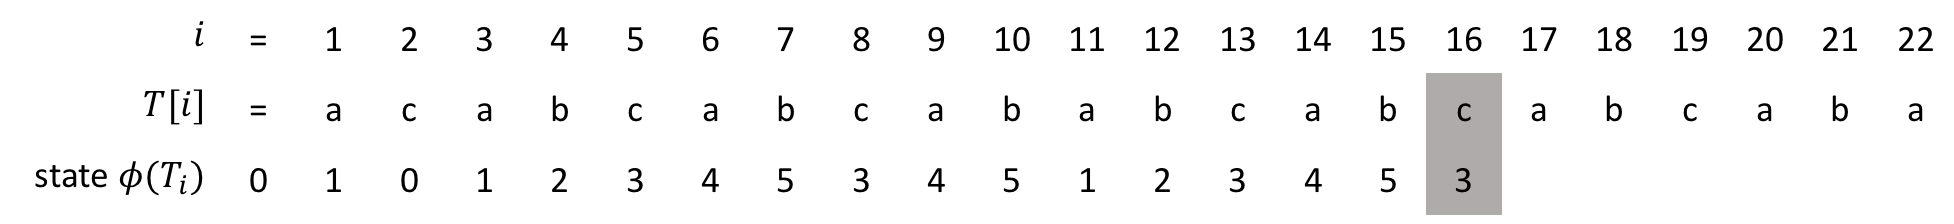 i = 1 2 3 4 5 6 7 8 9 10 11 12 13 14 15 16 17 18 19 20 21 22
T[i] = a c a b c a b c a b a b c a b c a b c a b a
state ϕ(Tᵢ) 0 1 0 1 2 3 4 5 3 4 5 1 2 3 4 5 3